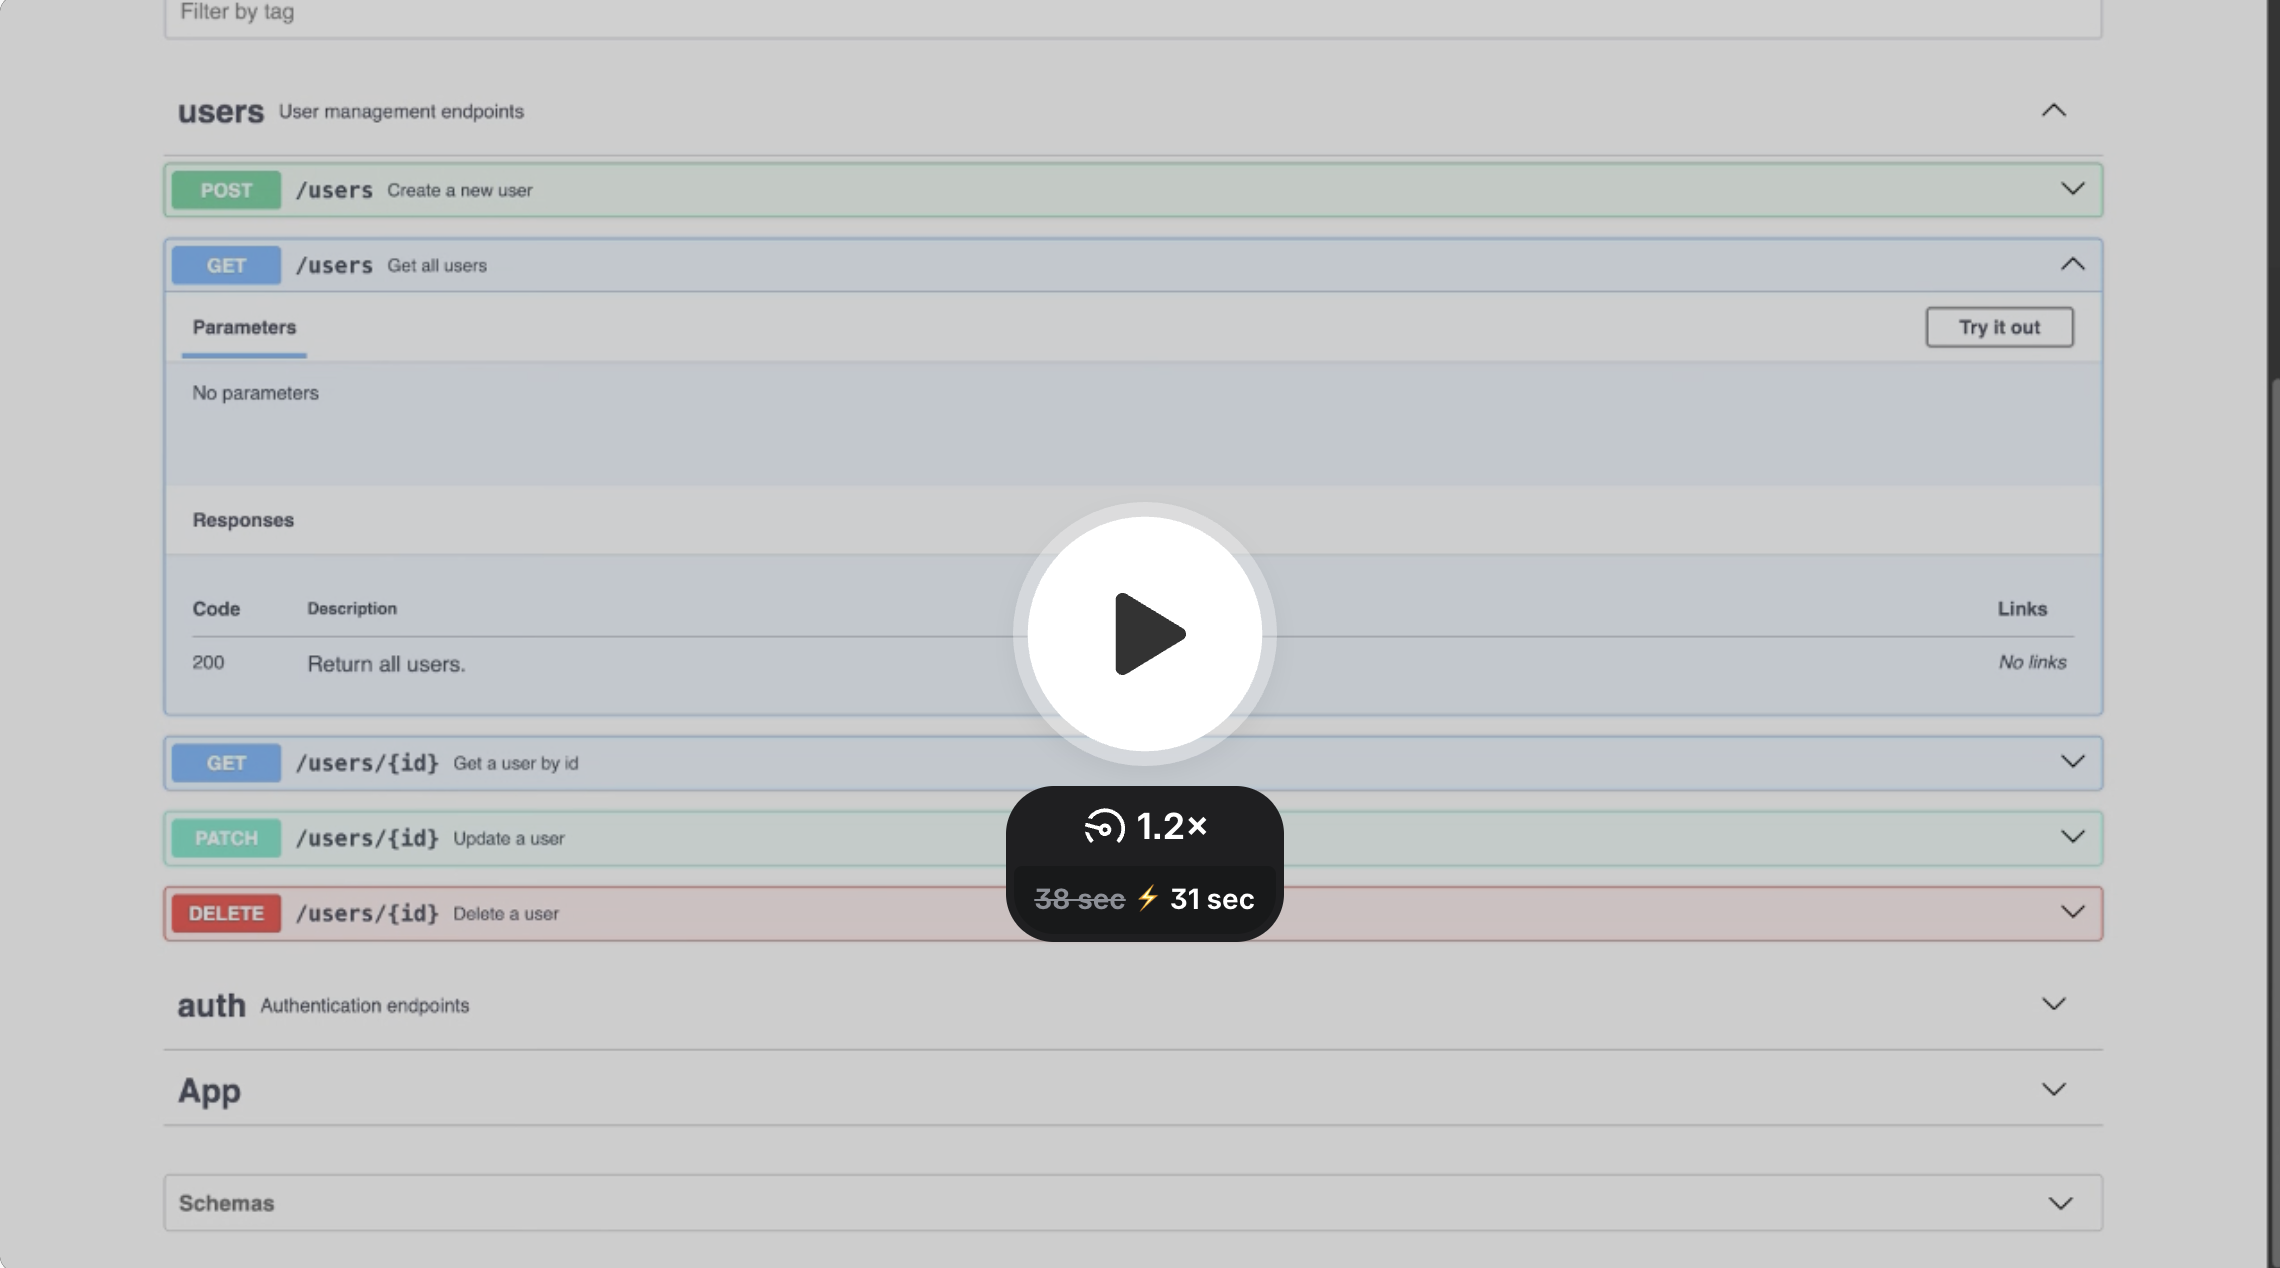 Filter by tag
users User management endpoints
POST /users Create a new user
GET /users Get all users
Parameters Try it out
No parameters
Responses
Code Description Links
200 Return all users. No links
GET /users/{id} Get a user by id
PATCH /users/{id} Update a user
1.2×
38 sec ⚡ 31 sec
DELETE /users/{id} Delete a user
auth Authentication endpoints
App
Schemas